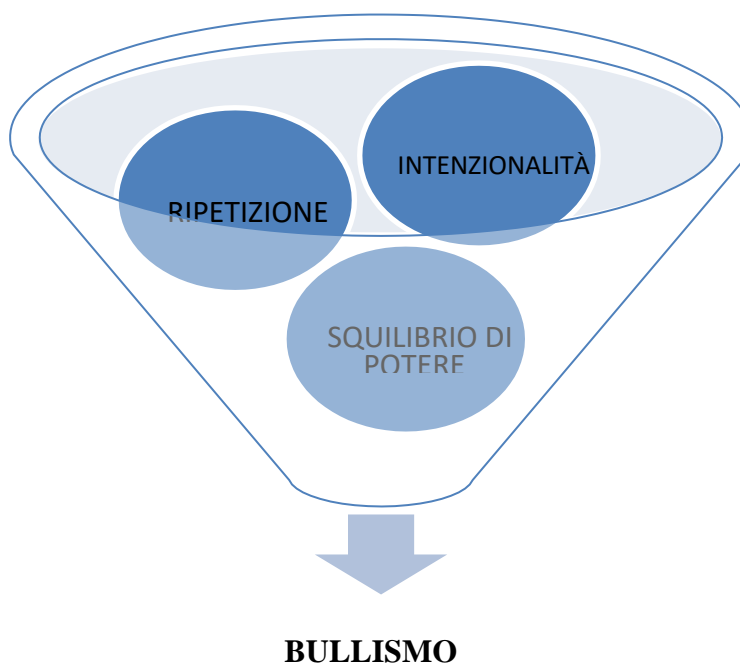 INTENZIONALITÀ
RIPETIZIONE
SQUILIBRIO DI
POTERE
BULLISMO